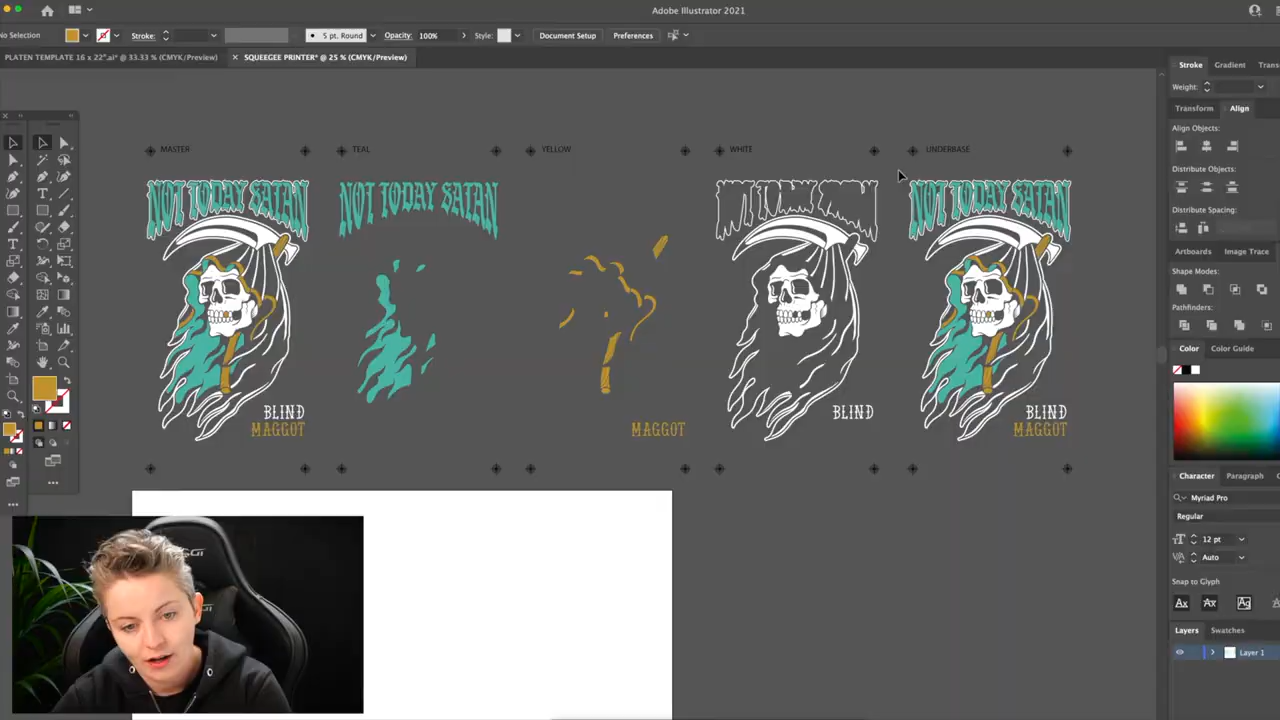 Adobe Illustrator 2021
No Selection
Stroke:
5 pt. Round
Opacity: 100%
Style:
Document Setup
Preferences
PLATEN TEMPLATE 16 x 22".ai* @ 33.33 % (CMYK/Preview)
× SQUEEGEE PRINTER* @ 25 % (CMYK/Preview)
Stroke Gradient Trans
Weight:
Transform Align
Align Objects:
Distribute Objects:
Distribute Spacing:
Artboards Image Trace
Shape Modes:
Pathfinders:
Color Color Guide
Character Paragraph
Myriad Pro
Regular
12 pt
Auto
Snap to Glyph
Layers Swatches
Layer 1
MASTER TEAL YELLOW WHITE UNDERBASE
NOT TODAY SATAN
BLIND
MAGGOT
NOT TODAY SATAN
MAGGOT
BLIND
NOT TODAY SATAN
BLIND
MAGGOT